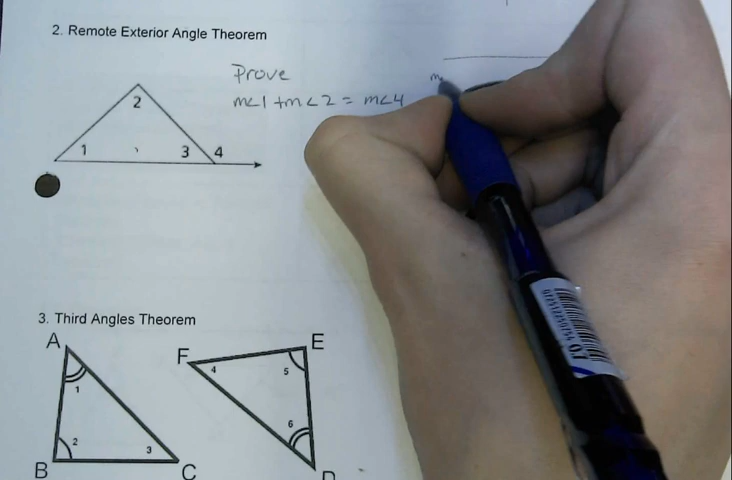 2. Remote Exterior Angle Theorem
Prove
m<1 + m<2 = m<4
m
2
1
3
4
3. Third Angles Theorem
A
F
E
1
4
5
2
3
6
B
C
D